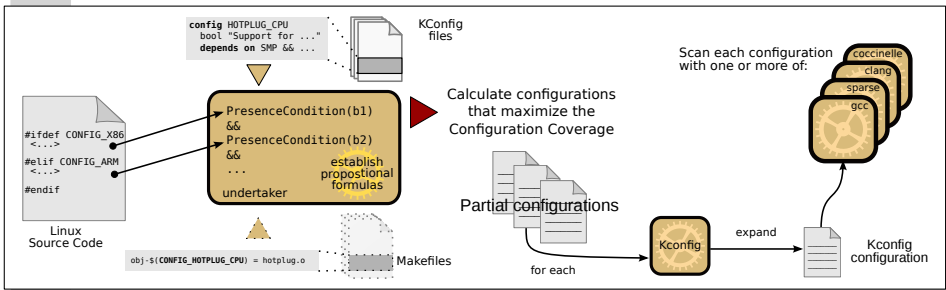 config HOTPLUG_CPU
bool "Support for ..."
depends on SMP && ...
KConfig
files
#ifdef CONFIG_X86
<...>
#elif CONFIG_ARM
<...>
#endif
Linux
Source Code
PresenceCondition(b1)
&&
PresenceCondition(b2)
&&
...
establish
propostional
formulas
undertaker
obj-$(CONFIG_HOTPLUG_CPU) = hotplug.o
Makefiles
Calculate configurations
that maximize the
Configuration Coverage
Partial configurations
for each
Kconfig
expand
Kconfig
configuration
Scan each configuration
with one or more of:
coccinelle
clang
sparse
gcc